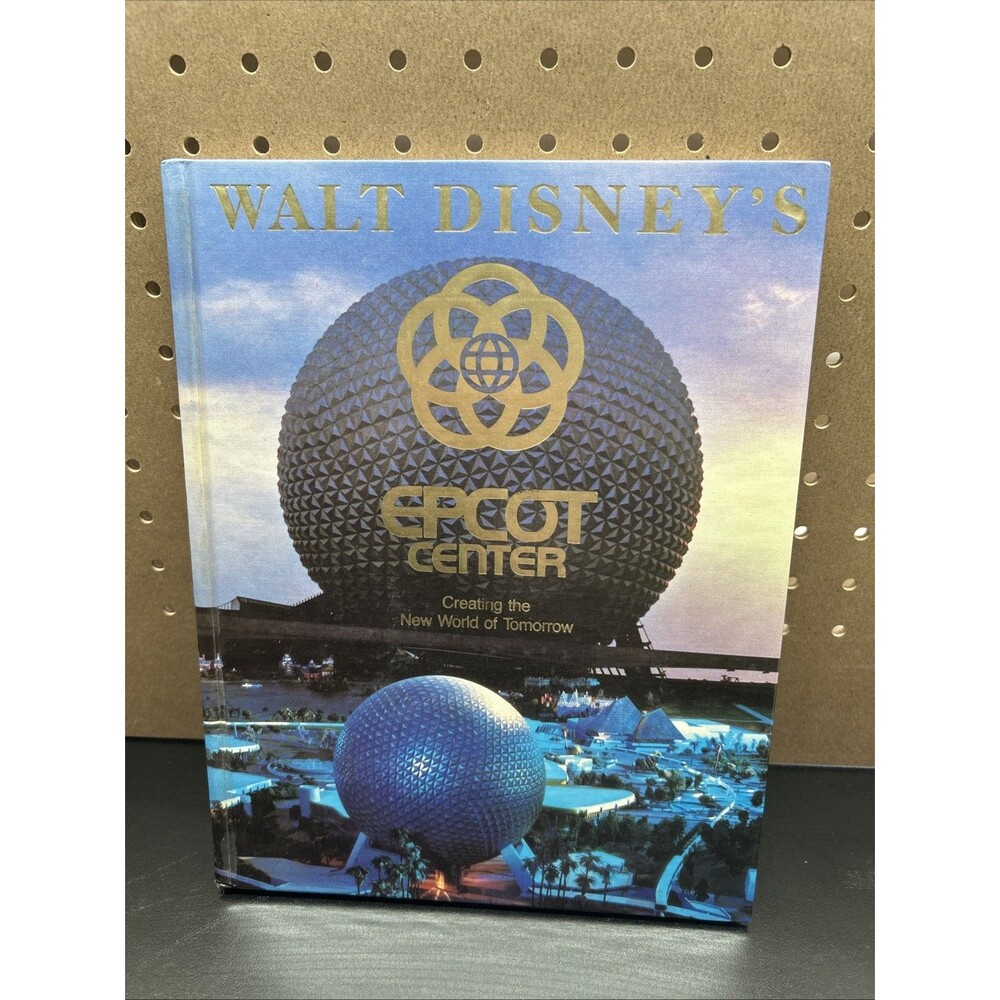 WALT DISNEY'S
EPCOT
CENTER
Creating the
New World of Tomorrow